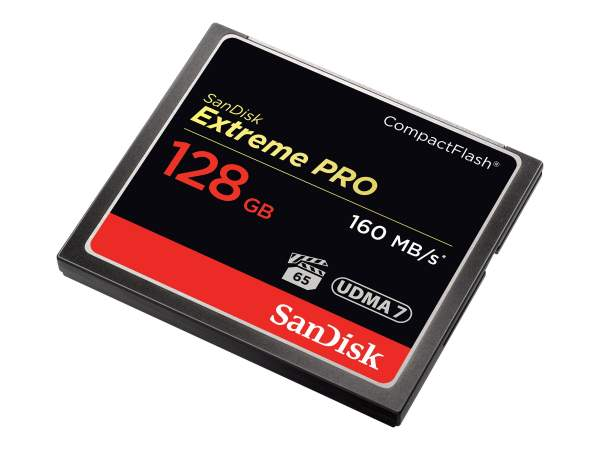 CompactFlash®
SanDisk
Extreme PRO
128 GB
160 MB/s*
65
UDMA 7
SanDisk